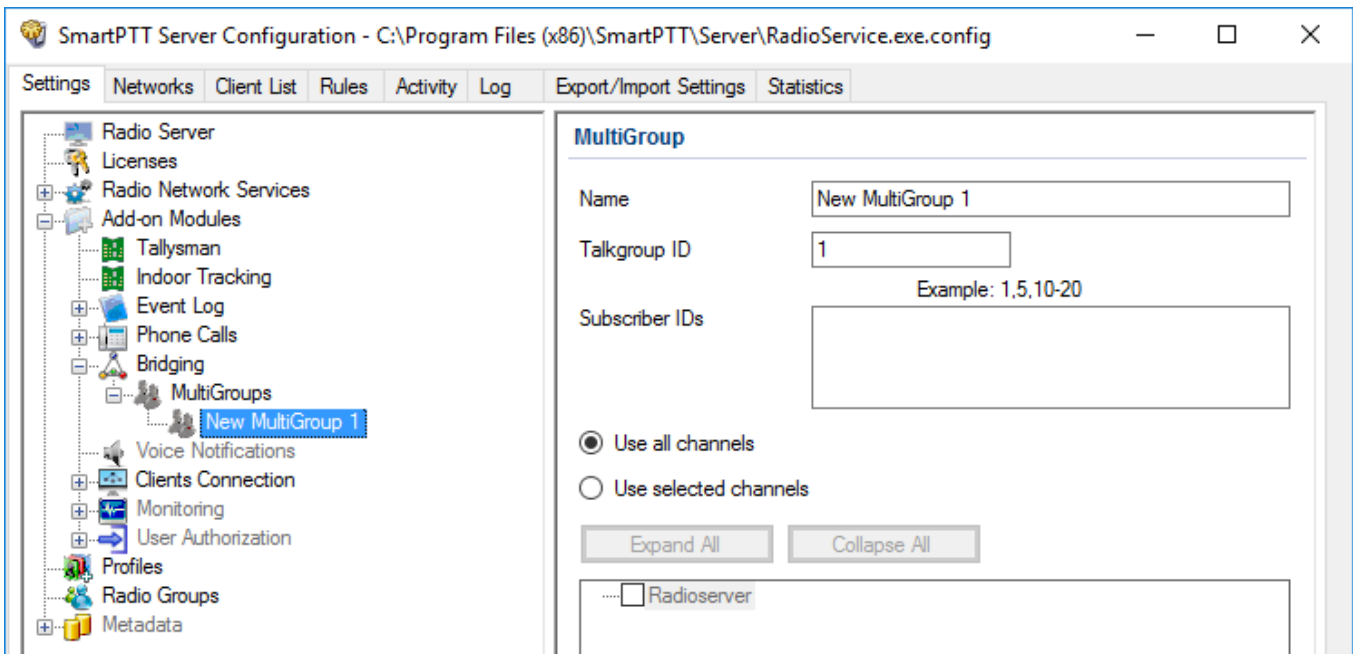 SmartPTT Server Configuration - C:\Program Files (x86)\SmartPTT\Server\RadioService.exe.config
Settings Networks Client List Rules Activity Log Export/Import Settings Statistics
Radio Server
Licenses
Radio Network Services
Add-on Modules
Tallysman
Indoor Tracking
Event Log
Phone Calls
Bridging
MultiGroups
New MultiGroup 1
Voice Notifications
Clients Connection
Monitoring
User Authorization
Profiles
Radio Groups
Metadata
MultiGroup
Name New MultiGroup 1
Talkgroup ID 1
Example: 1,5,10-20
Subscriber IDs
Use all channels
Use selected channels
Expand All Collapse All
Radioserver